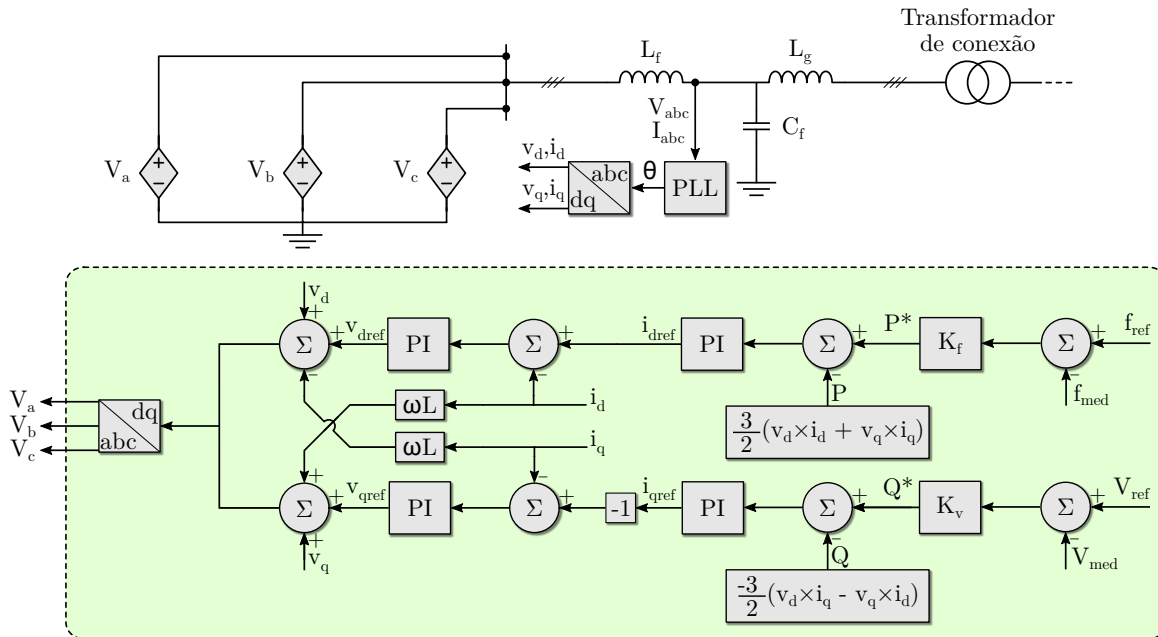 Transformador
de conexão
L_f
L_g
V_abc
I_abc
C_f
V_a
+
−
V_b
+
−
V_c
+
−
v_d,i_d
v_q,i_q
abc
dq
θ
PLL
v_d
+
Σ
+
−
v_dref
PI
Σ
+
−
i_dref
PI
Σ
+
−
P*
K_f
Σ
+
−
f_ref
f_med
P
3/2(v_d×i_d + v_q×i_q)
ωL
i_d
ωL
i_q
V_a
V_b
V_c
dq
abc
+
Σ
+
+
v_q
v_qref
PI
Σ
+
−
-1
i_qref
PI
Σ
+
−
Q*
K_v
Σ
+
−
V_ref
V_med
Q
-3/2(v_d×i_q - v_q×i_d)